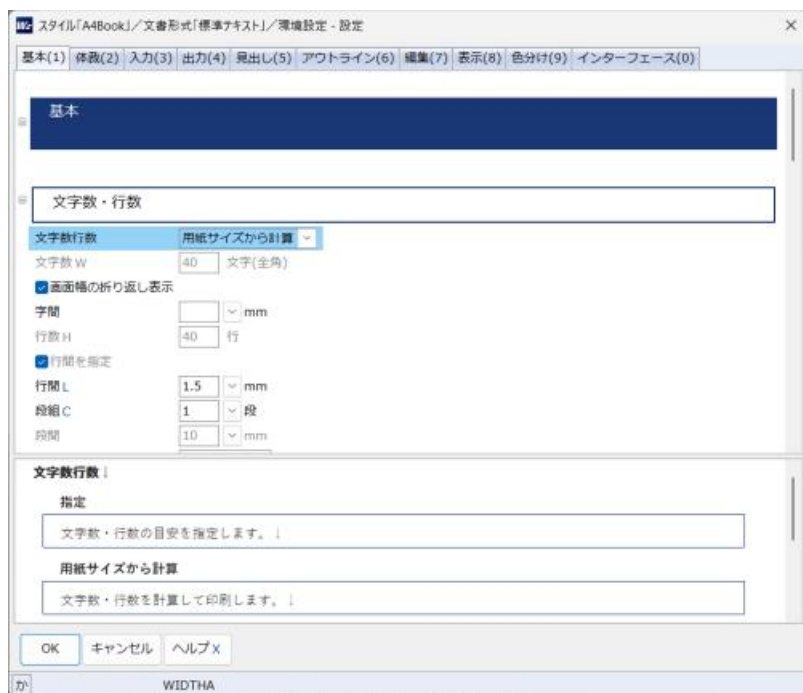 スタイル「A4Book」／文書形式「標準テキスト」／環境設定 - 設定
基本(1) 体裁(2) 入力(3) 出力(4) 見出し(5) アウトライン(6) 編集(7) 表示(8) 色分け(9) インターフェース(0)
基本
文字数・行数
文字数行数 用紙サイズから計算
文字数 W 40 文字(全角)
画面幅の折り返し表示
字間 mm
行数 H 40 行
行間を指定
行間 L 1.5 mm
段組 C 1 段
段間 10 mm
文字数行数↓
指定
文字数・行数の目安を指定します。↓
用紙サイズから計算
文字数・行数を計算して印刷します。↓
OK キャンセル ヘルプ X
か WIDTHA